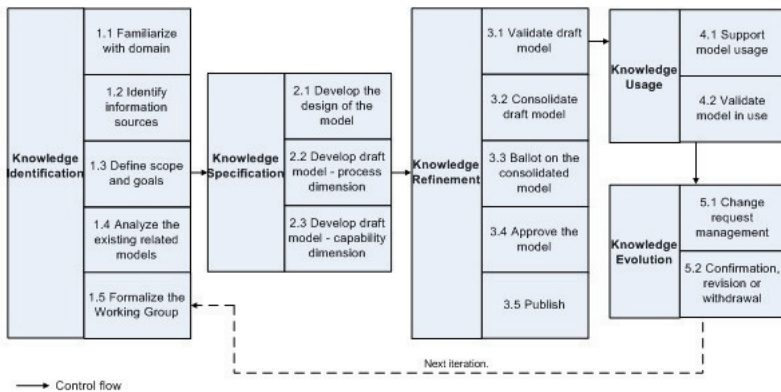 Knowledge
Identification
1.1 Familiarize
with domain
1.2 Identify
information
sources
1.3 Define scope
and goals
1.4 Analyze the
existing related
models
1.5 Formalize the
Working Group
Knowledge
Specification
2.1 Develop the
design of the
model
2.2 Develop draft
model - process
dimension
2.3 Develop draft
model - capability
dimension
Knowledge
Refinement
3.1 Validate draft
model
3.2 Consolidate
draft model
3.3 Ballot on the
consolidated
model
3.4 Approve the
model
3.5 Publish
Knowledge
Usage
4.1 Support
model usage
4.2 Validate
model in use
Knowledge
Evolution
5.1 Change
request
management
5.2 Confirmation,
revision or
withdrawal
Next iteration.
Control flow